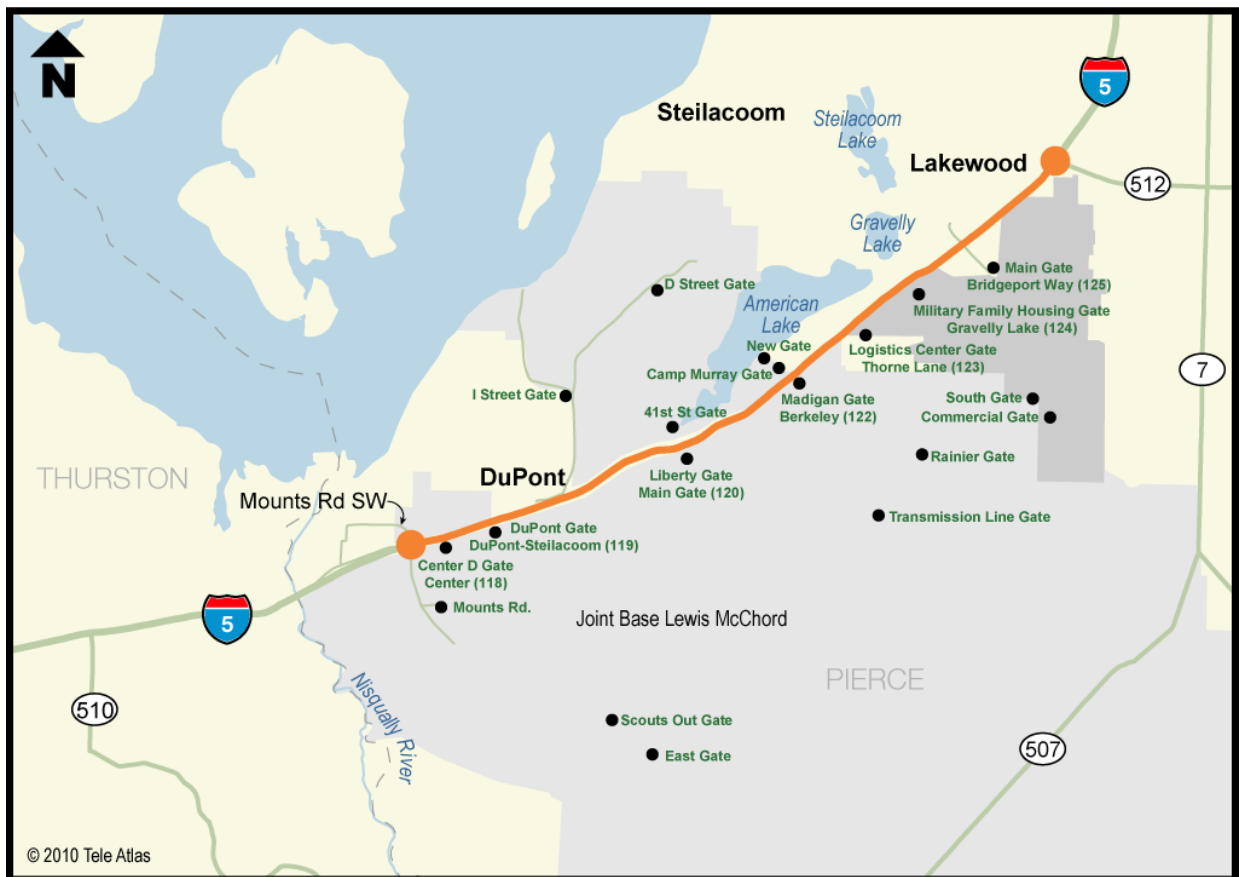 N
5
Steilacoom
Steilacoom
Lake
Lakewood
512
Gravelly
Lake
Main Gate
Bridgeport Way (125)
D Street Gate
American
Lake
Military Family Housing Gate
Gravelly Lake (124)
New Gate
Logistics Center Gate
Thorne Lane (123)
Camp Murray Gate
7
I Street Gate
Madigan Gate
Berkeley (122)
South Gate
Commercial Gate
41st St Gate
Rainier Gate
THURSTON
DuPont
Liberty Gate
Main Gate (120)
Mounts Rd SW
Transmission Line Gate
DuPont Gate
DuPont-Steilacoom (119)
Center D Gate
Center (118)
Mounts Rd.
5
Joint Base Lewis McChord
PIERCE
510
Nisqually
River
Scouts Out Gate
East Gate
507
© 2010 Tele Atlas